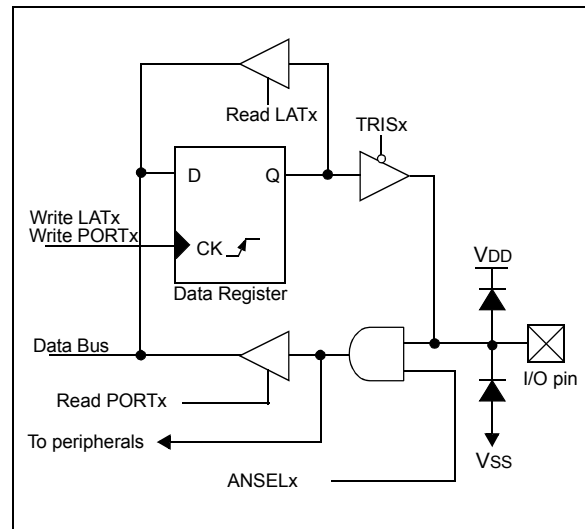 Read LATx
TRISx
D
Q
Write LATx
Write PORTx
CK
Data Register
VDD
Data Bus
I/O pin
Read PORTx
To peripherals
VSS
ANSELx